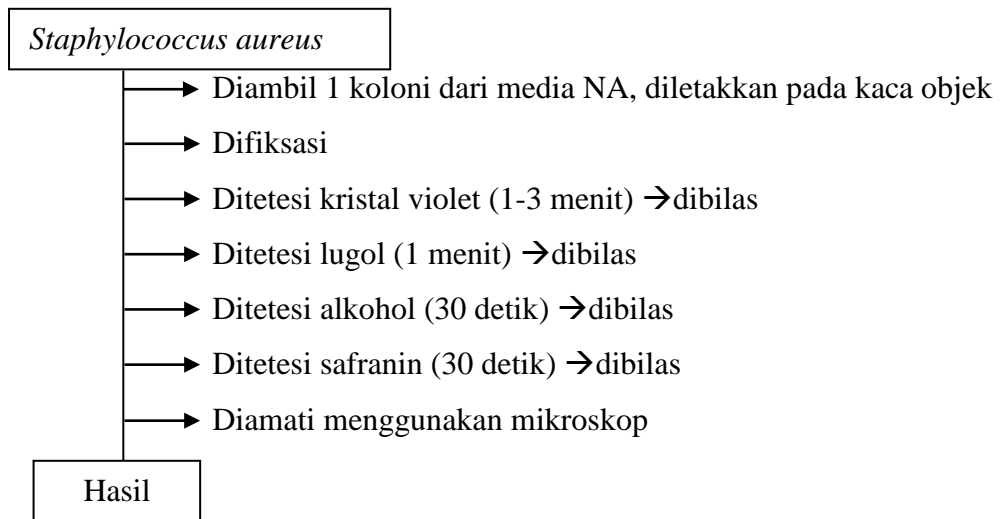 Staphylococcus aureus
Diambil 1 koloni dari media NA, diletakkan pada kaca objek
Difiksasi
Ditetesi kristal violet (1-3 menit) →dibilas
Ditetesi lugol (1 menit) →dibilas
Ditetesi alkohol (30 detik) →dibilas
Ditetesi safranin (30 detik) →dibilas
Diamati menggunakan mikroskop
Hasil